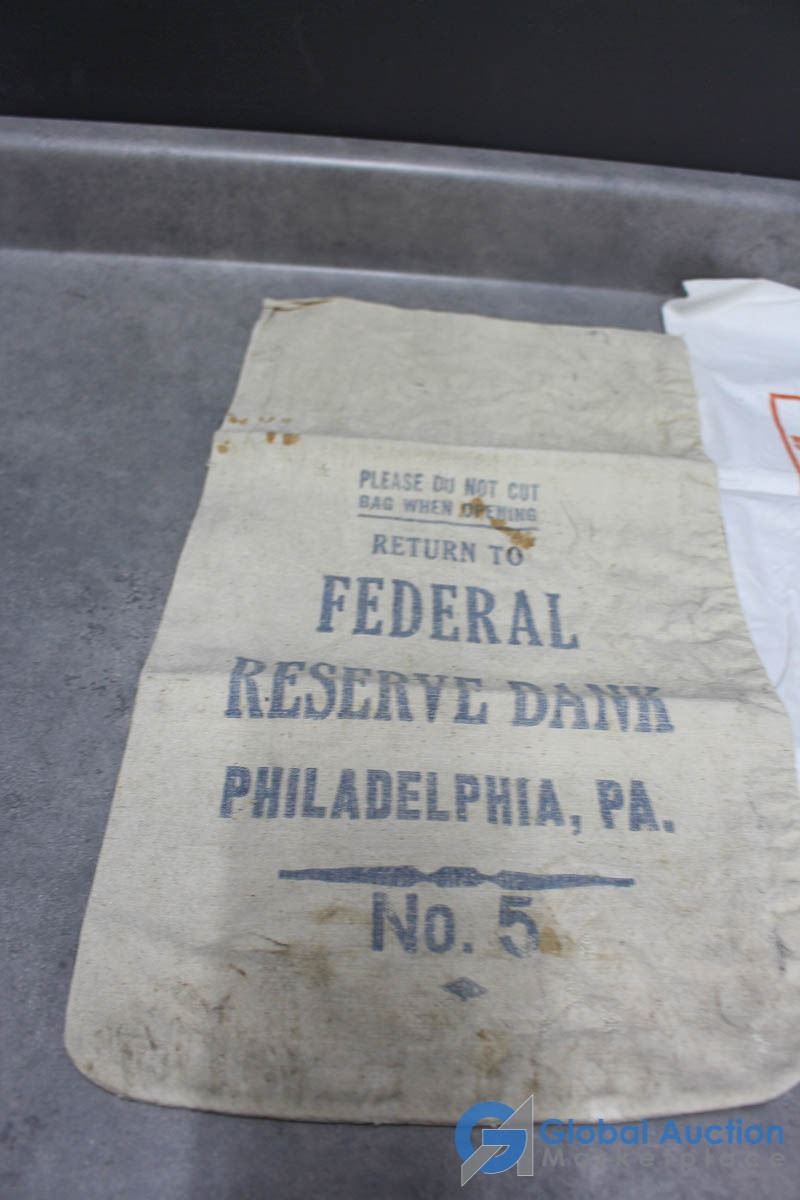 PLEASE DO NOT CUT
BAG WHEN OPENING
RETURN TO
FEDERAL
RESERVE BANK
PHILADELPHIA, PA.
No. 5
Global Auction
Marketplace